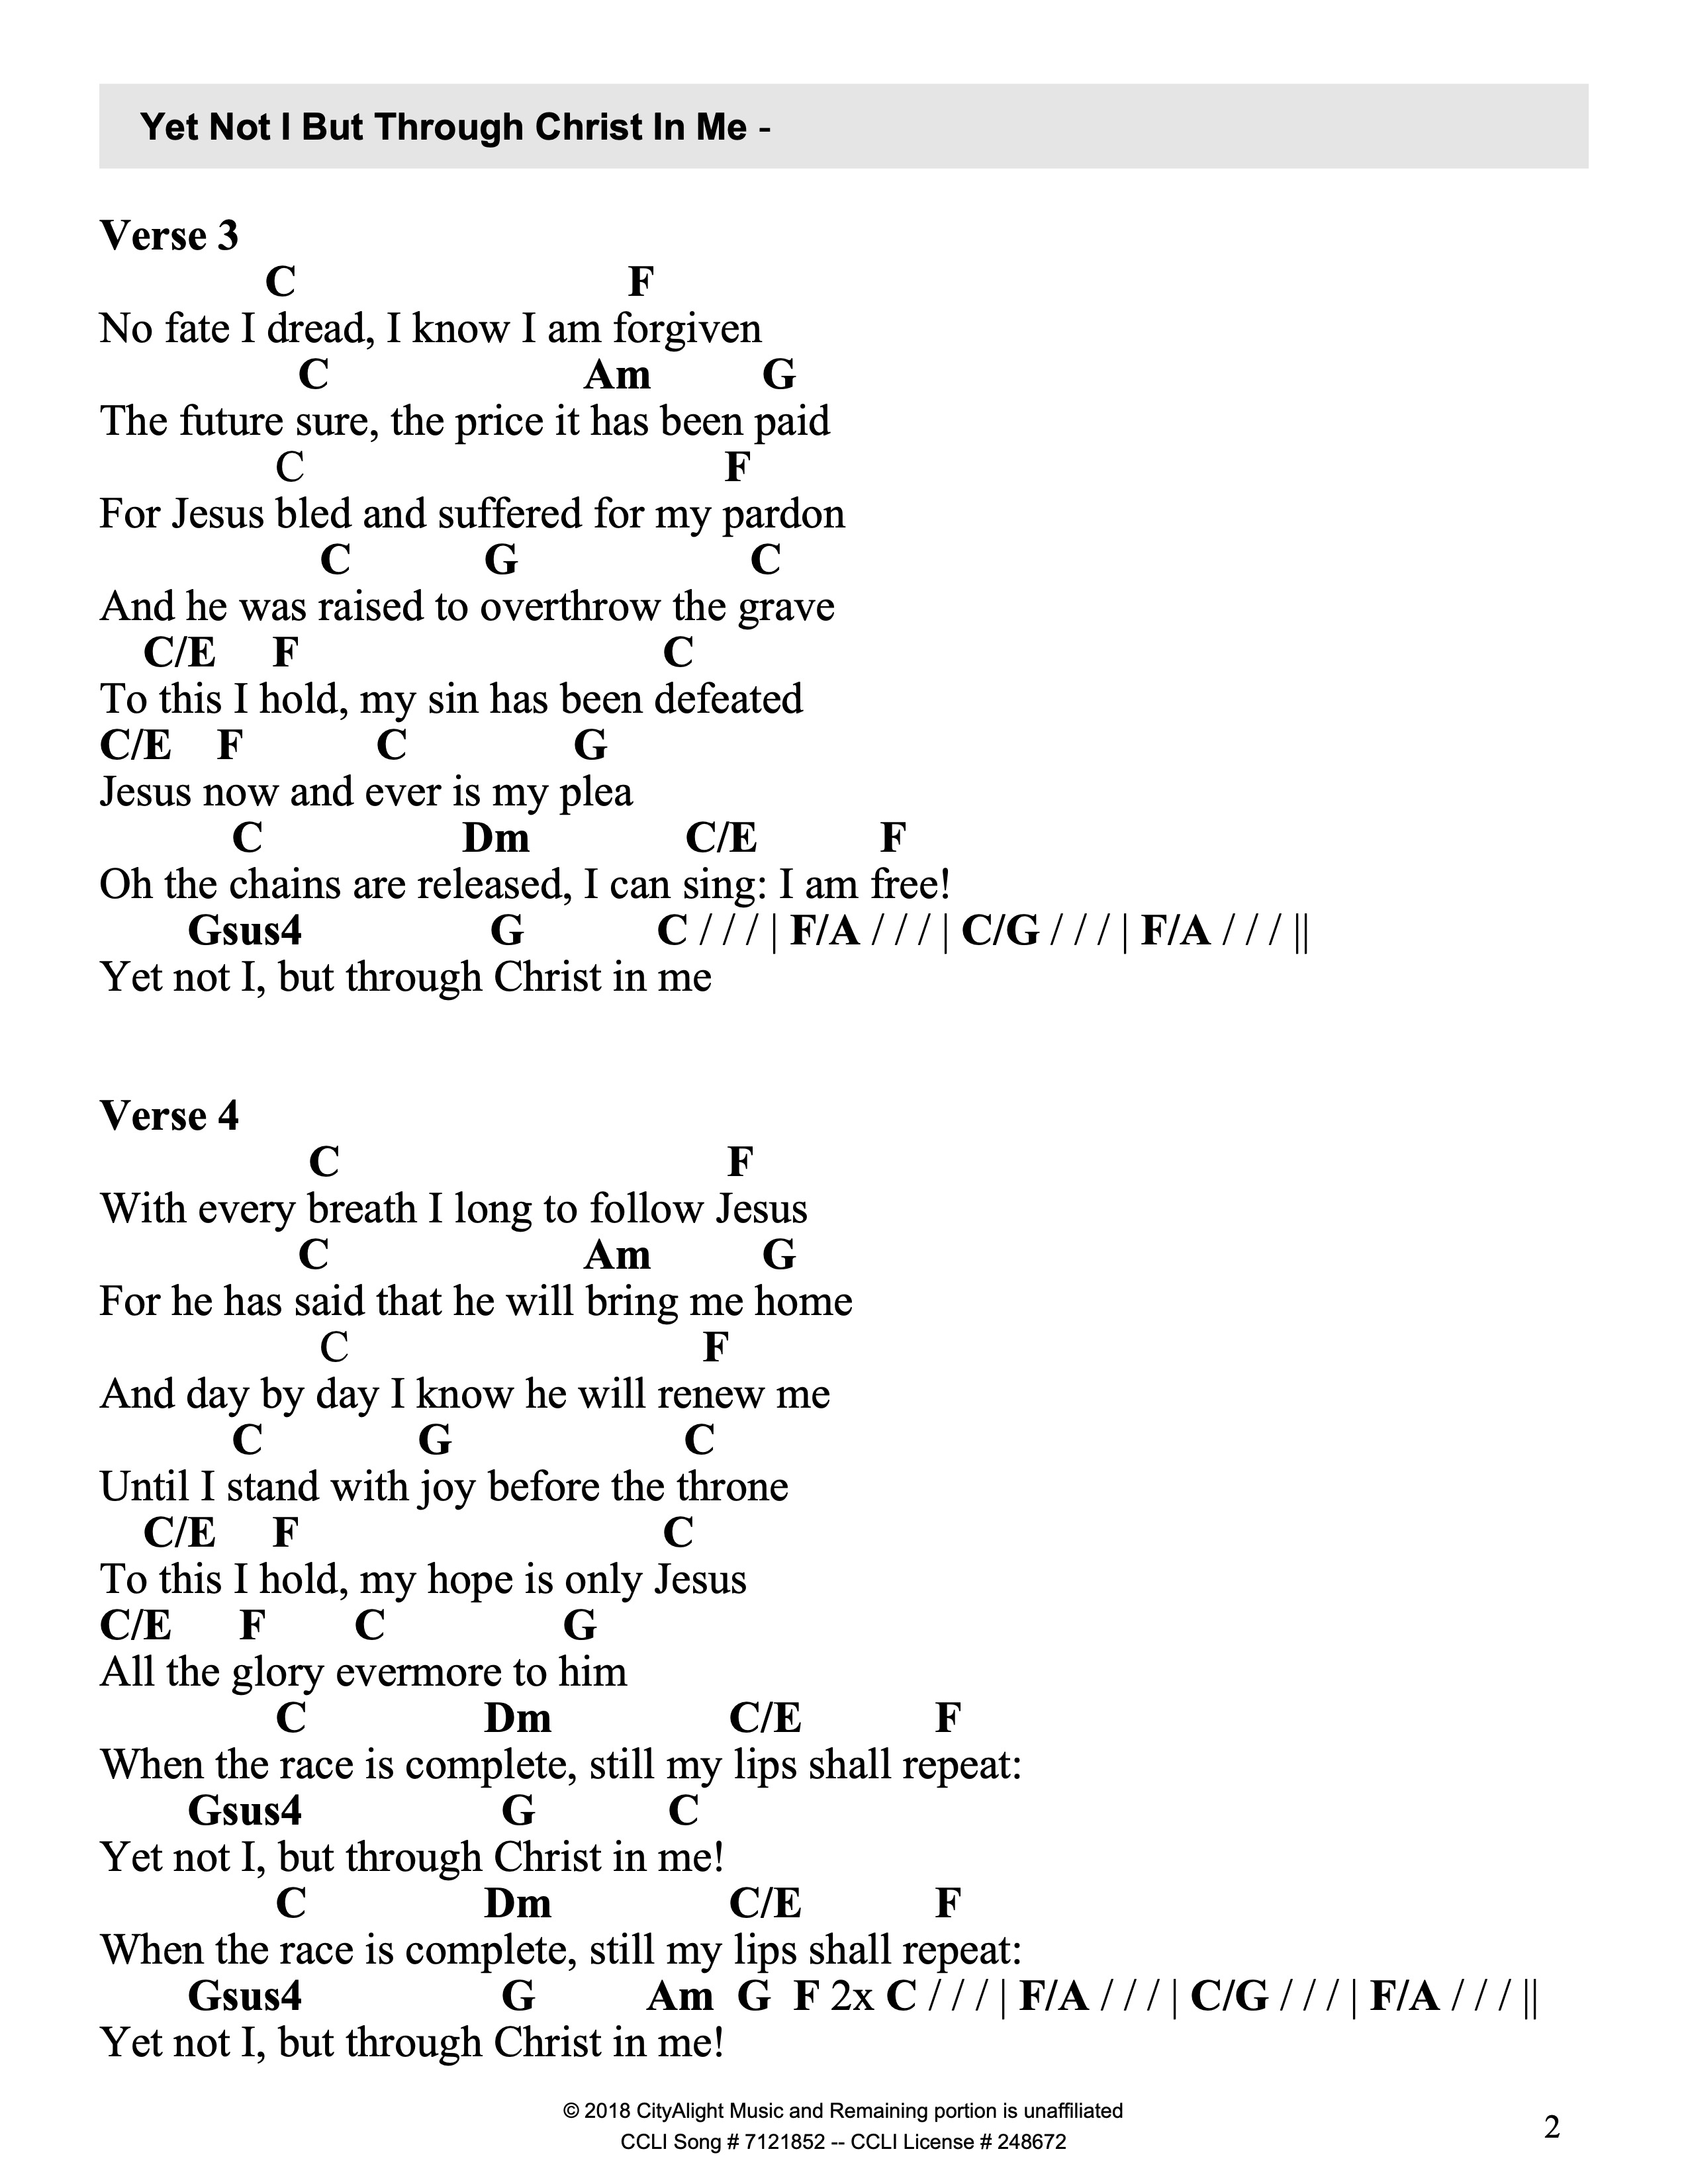 Yet Not I But Through Christ In Me -
Verse 3
C F
No fate I dread, I know I am forgiven
C Am G
The future sure, the price it has been paid
C F
For Jesus bled and suffered for my pardon
C G C
And he was raised to overthrow the grave
C/E F C
To this I hold, my sin has been defeated
C/E F C G
Jesus now and ever is my plea
C Dm C/E F
Oh the chains are released, I can sing: I am free!
Gsus4 G C / / / | F/A / / / | C/G / / / | F/A / / / ||
Yet not I, but through Christ in me
Verse 4
C F
With every breath I long to follow Jesus
C Am G
For he has said that he will bring me home
C F
And day by day I know he will renew me
C G C
Until I stand with joy before the throne
C/E F C
To this I hold, my hope is only Jesus
C/E F C G
All the glory evermore to him
C Dm C/E F
When the race is complete, still my lips shall repeat:
Gsus4 G C
Yet not I, but through Christ in me!
C Dm C/E F
When the race is complete, still my lips shall repeat:
Gsus4 G Am G F 2x C / / / | F/A / / / | C/G / / / | F/A / / / ||
Yet not I, but through Christ in me!
© 2018 CityAlight Music and Remaining portion is unaffiliated
CCLI Song # 7121852 -- CCLI License # 248672
2